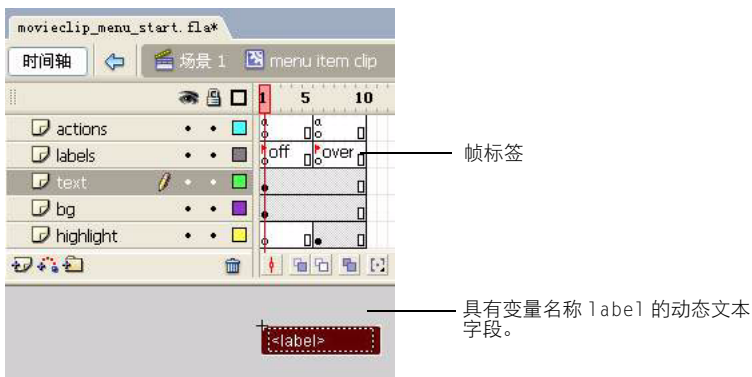 movieclip_menu_start.fla*
时间轴 场景 1 menu item clip
1 5 10
actions a a
labels off over 帧标签
text
bg
highlight
具有变量名称 label 的动态文本
字段。
<label>